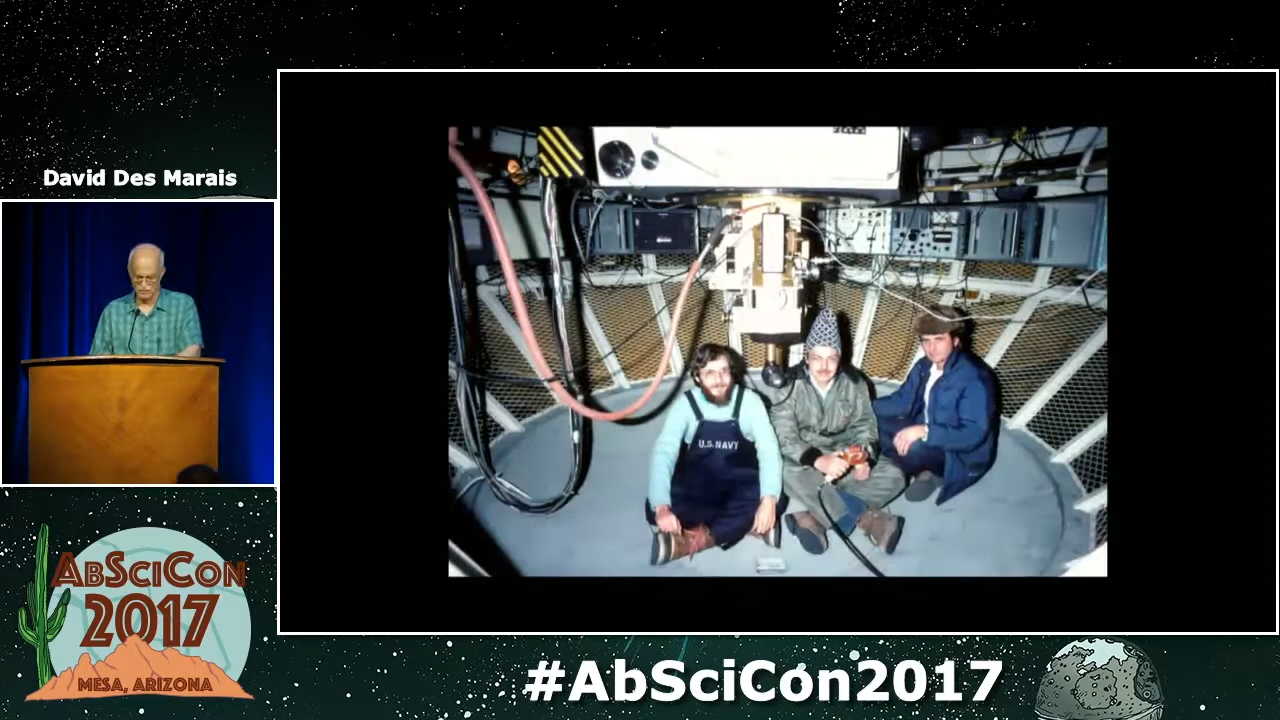 David Des Marais
U.S. NAVY
AbSciCon
2017
MESA, ARIZONA
#AbSciCon2017